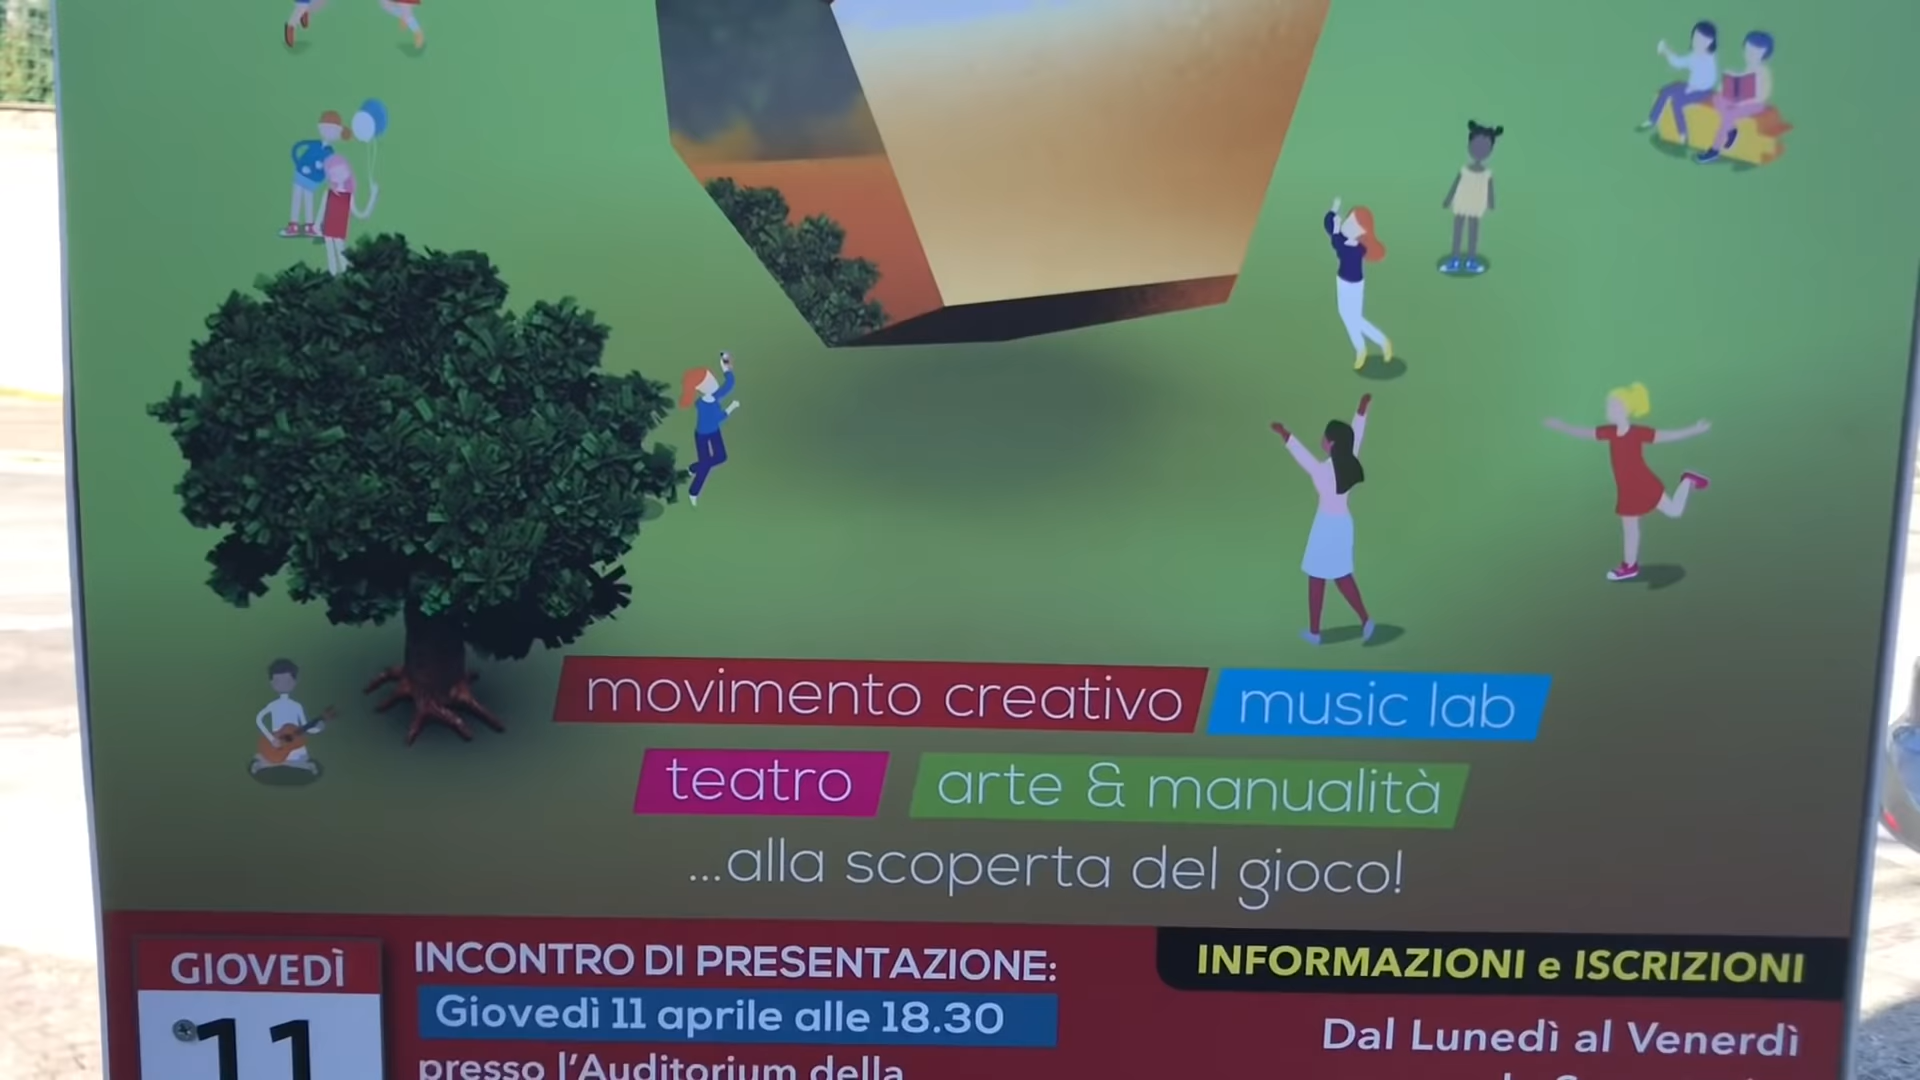 movimento creativo music lab
teatro arte & manualità
...alla scoperta del gioco!
GIOVEDÌ
11
INCONTRO DI PRESENTAZIONE:
Giovedì 11 aprile alle 18.30
presso l'Auditorium della
INFORMAZIONI e ISCRIZIONI
Dal Lunedì al Venerdì